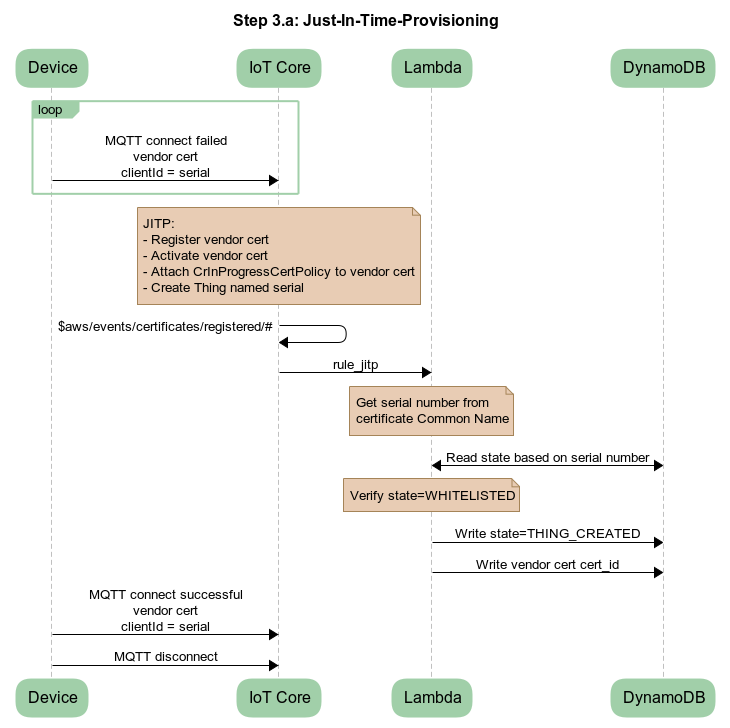 Step 3.a: Just-In-Time-Provisioning
Device
IoT Core
Lambda
DynamoDB
loop
MQTT connect failed
vendor cert
clientId = serial
JITP:
- Register vendor cert
- Activate vendor cert
- Attach CrInProgressCertPolicy to vendor cert
- Create Thing named serial
$aws/events/certificates/registered/#
rule_jitp
Get serial number from
certificate Common Name
Read state based on serial number
Verify state=WHITELISTED
Write state=THING_CREATED
Write vendor cert cert_id
MQTT connect successful
vendor cert
clientId = serial
MQTT disconnect
Device
IoT Core
Lambda
DynamoDB